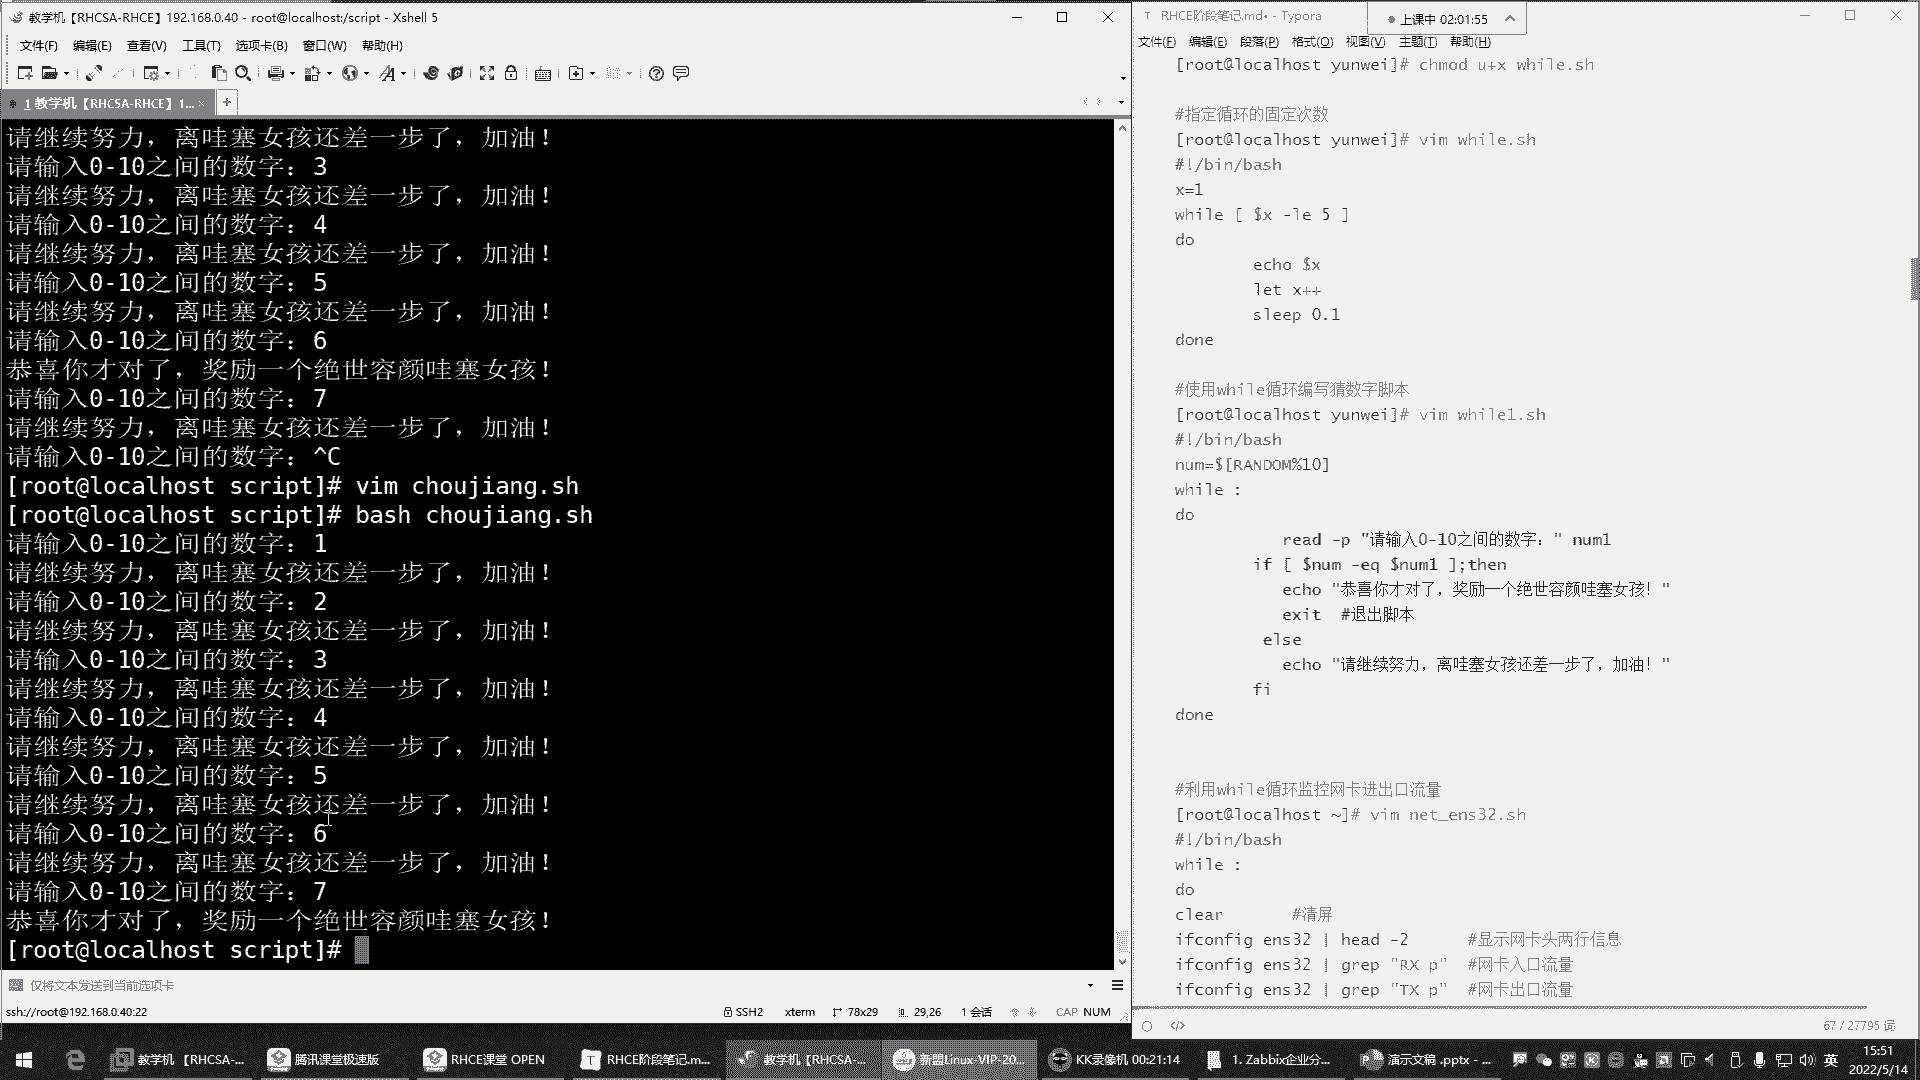 教学机【RHCSA-RHCE】192.168.0.40 - root@localhost:/script - Xshell 5
文件(F) 编辑(E) 查看(V) 工具(T) 选项卡(B) 窗口(W) 帮助(H)
1 教学机【RHCSA-RHCE】1...
请继续努力，离哇塞女孩还差一步了，加油！
请输入0-10之间的数字：3
请继续努力，离哇塞女孩还差一步了，加油！
请输入0-10之间的数字：4
请继续努力，离哇塞女孩还差一步了，加油！
请输入0-10之间的数字：5
请继续努力，离哇塞女孩还差一步了，加油！
请输入0-10之间的数字：6
恭喜你才对了，奖励一个绝世容颜哇塞女孩！
请输入0-10之间的数字：7
请继续努力，离哇塞女孩还差一步了，加油！
请输入0-10之间的数字：^C
[root@localhost script]# vim choujiang.sh
[root@localhost script]# bash choujiang.sh
请输入0-10之间的数字：1
请继续努力，离哇塞女孩还差一步了，加油！
请输入0-10之间的数字：2
请继续努力，离哇塞女孩还差一步了，加油！
请输入0-10之间的数字：3
请继续努力，离哇塞女孩还差一步了，加油！
请输入0-10之间的数字：4
请继续努力，离哇塞女孩还差一步了，加油！
请输入0-10之间的数字：5
请继续努力，离哇塞女孩还差一步了，加油！
请输入0-10之间的数字：6
请继续努力，离哇塞女孩还差一步了，加油！
请输入0-10之间的数字：7
恭喜你才对了，奖励一个绝世容颜哇塞女孩！
[root@localhost script]#
仅将文本发送到当前选项卡
ssh://root@192.168.0.40:22 SSH2 xterm 78x29 29,26 1 会话 CAP NUM
RHCE阶段笔记.md• - Typora
上课中 02:01:55
文件(F) 编辑(E) 段落(P) 格式(O) 视图(V) 主题(T) 帮助(H)
[root@localhost yunwei]# chmod u+x while.sh
#指定循环的固定次数
[root@localhost yunwei]# vim while.sh
#!/bin/bash
x=1
while [ $x -le 5 ]
do
echo $x
let x++
sleep 0.1
done
#使用while循环编写猜数字脚本
[root@localhost yunwei]# vim while1.sh
#!/bin/bash
num=$[RANDOM%10]
while :
do
read -p "请输入0-10之间的数字：" num1
if [ $num -eq $num1 ];then
echo "恭喜你才对了，奖励一个绝世容颜哇塞女孩！"
exit #退出脚本
else
echo "请继续努力，离哇塞女孩还差一步了，加油！"
fi
done
#利用while循环监控网卡进出口流量
[root@localhost ~]# vim net_ens32.sh
#!/bin/bash
while :
do
clear #清屏
ifconfig ens32 | head -2 #显示网卡头两行信息
ifconfig ens32 | grep "RX p" #网卡入口流量
ifconfig ens32 | grep "TX p" #网卡出口流量
67 / 27795 词
教学机 【RHCSA-... 腾讯课堂极速版 RHCE课堂 OPEN RHCE阶段笔记.m... 教学机【RHCSA-... 新盟Linux-VIP-20... KK录像机 00:21:14 1. Zabbix企业分... 演示文稿 .pptx - ... 英
15:51
2022/5/14